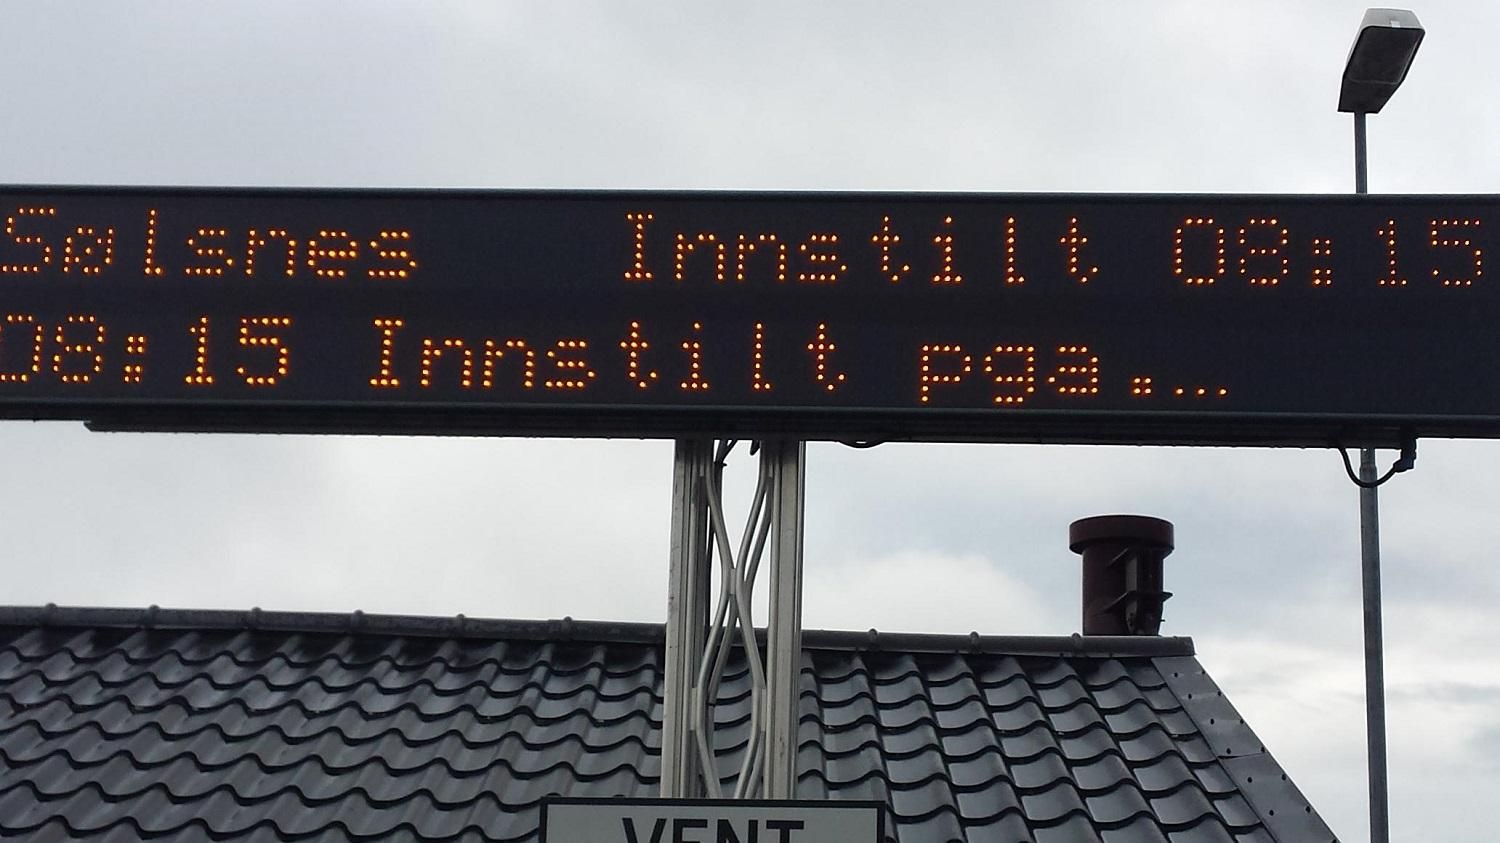 Sølsnes Innstilt 08:15
08:15 Innstilt pga...
VENT